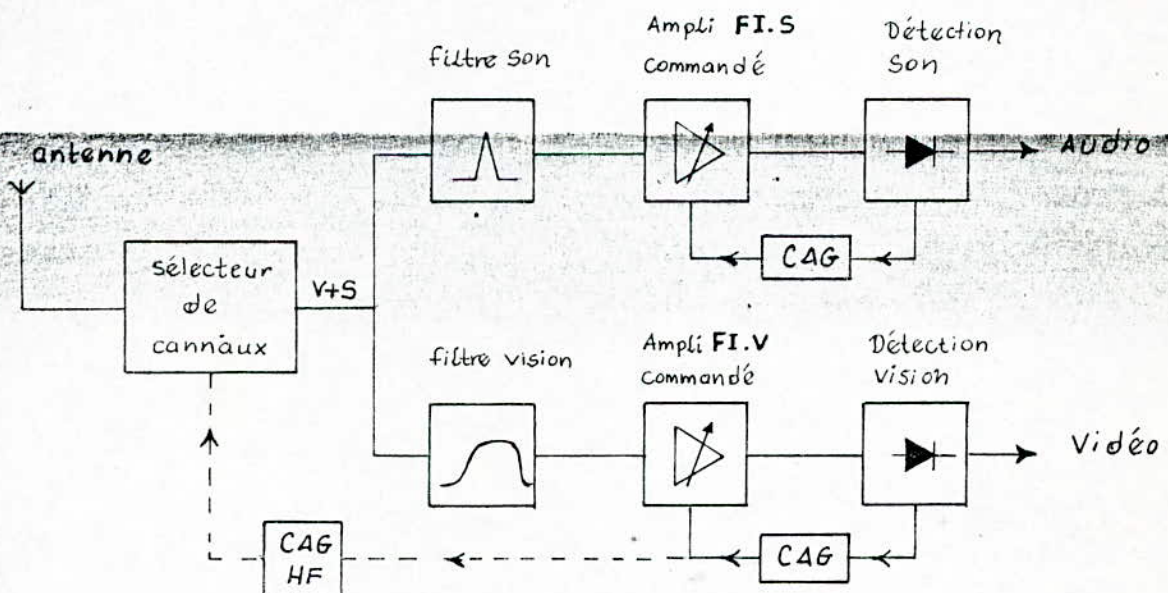 Ampli FI.S
Commandé
Détection
Son
filtre Son
antenne
Audio
CAG
sélecteur
de
cannaux
V+S
filtre vision
Ampli FI.V
Commandé
Détection
Vision
Vidéo
CAG
CAG
HF